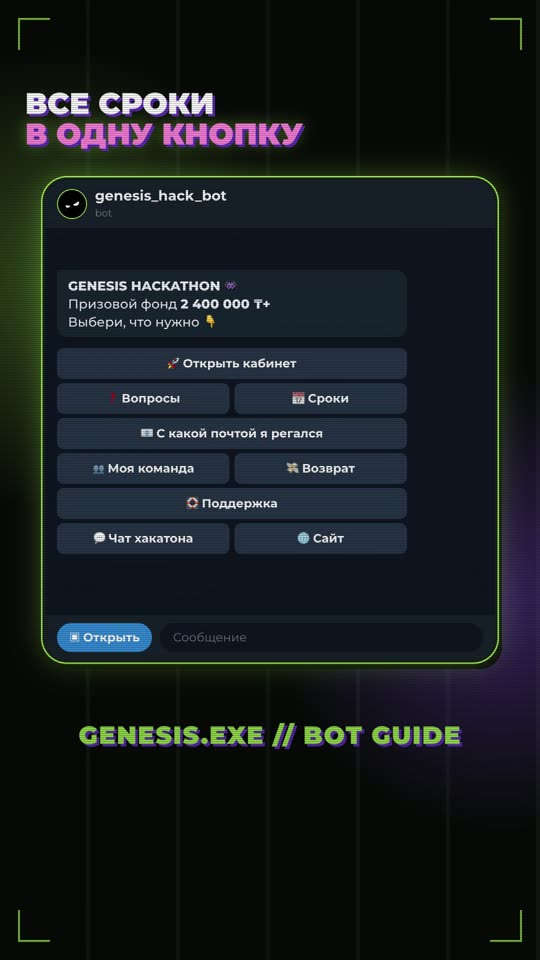 ВСЕ СРОКИ
В ОДНУ КНОПКУ
genesis_hack_bot
bot
GENESIS HACKATHON 👾
Призовой фонд 2 400 000 ₸+
Выбери, что нужно 👇
🚀 Открыть кабинет
❓ Вопросы
📅 Сроки
📧 С какой почтой я регался
👥 Моя команда
💸 Возврат
🛟 Поддержка
💬 Чат хакатона
🌐 Сайт
Открыть
Сообщение
GENESIS.EXE // BOT GUIDE